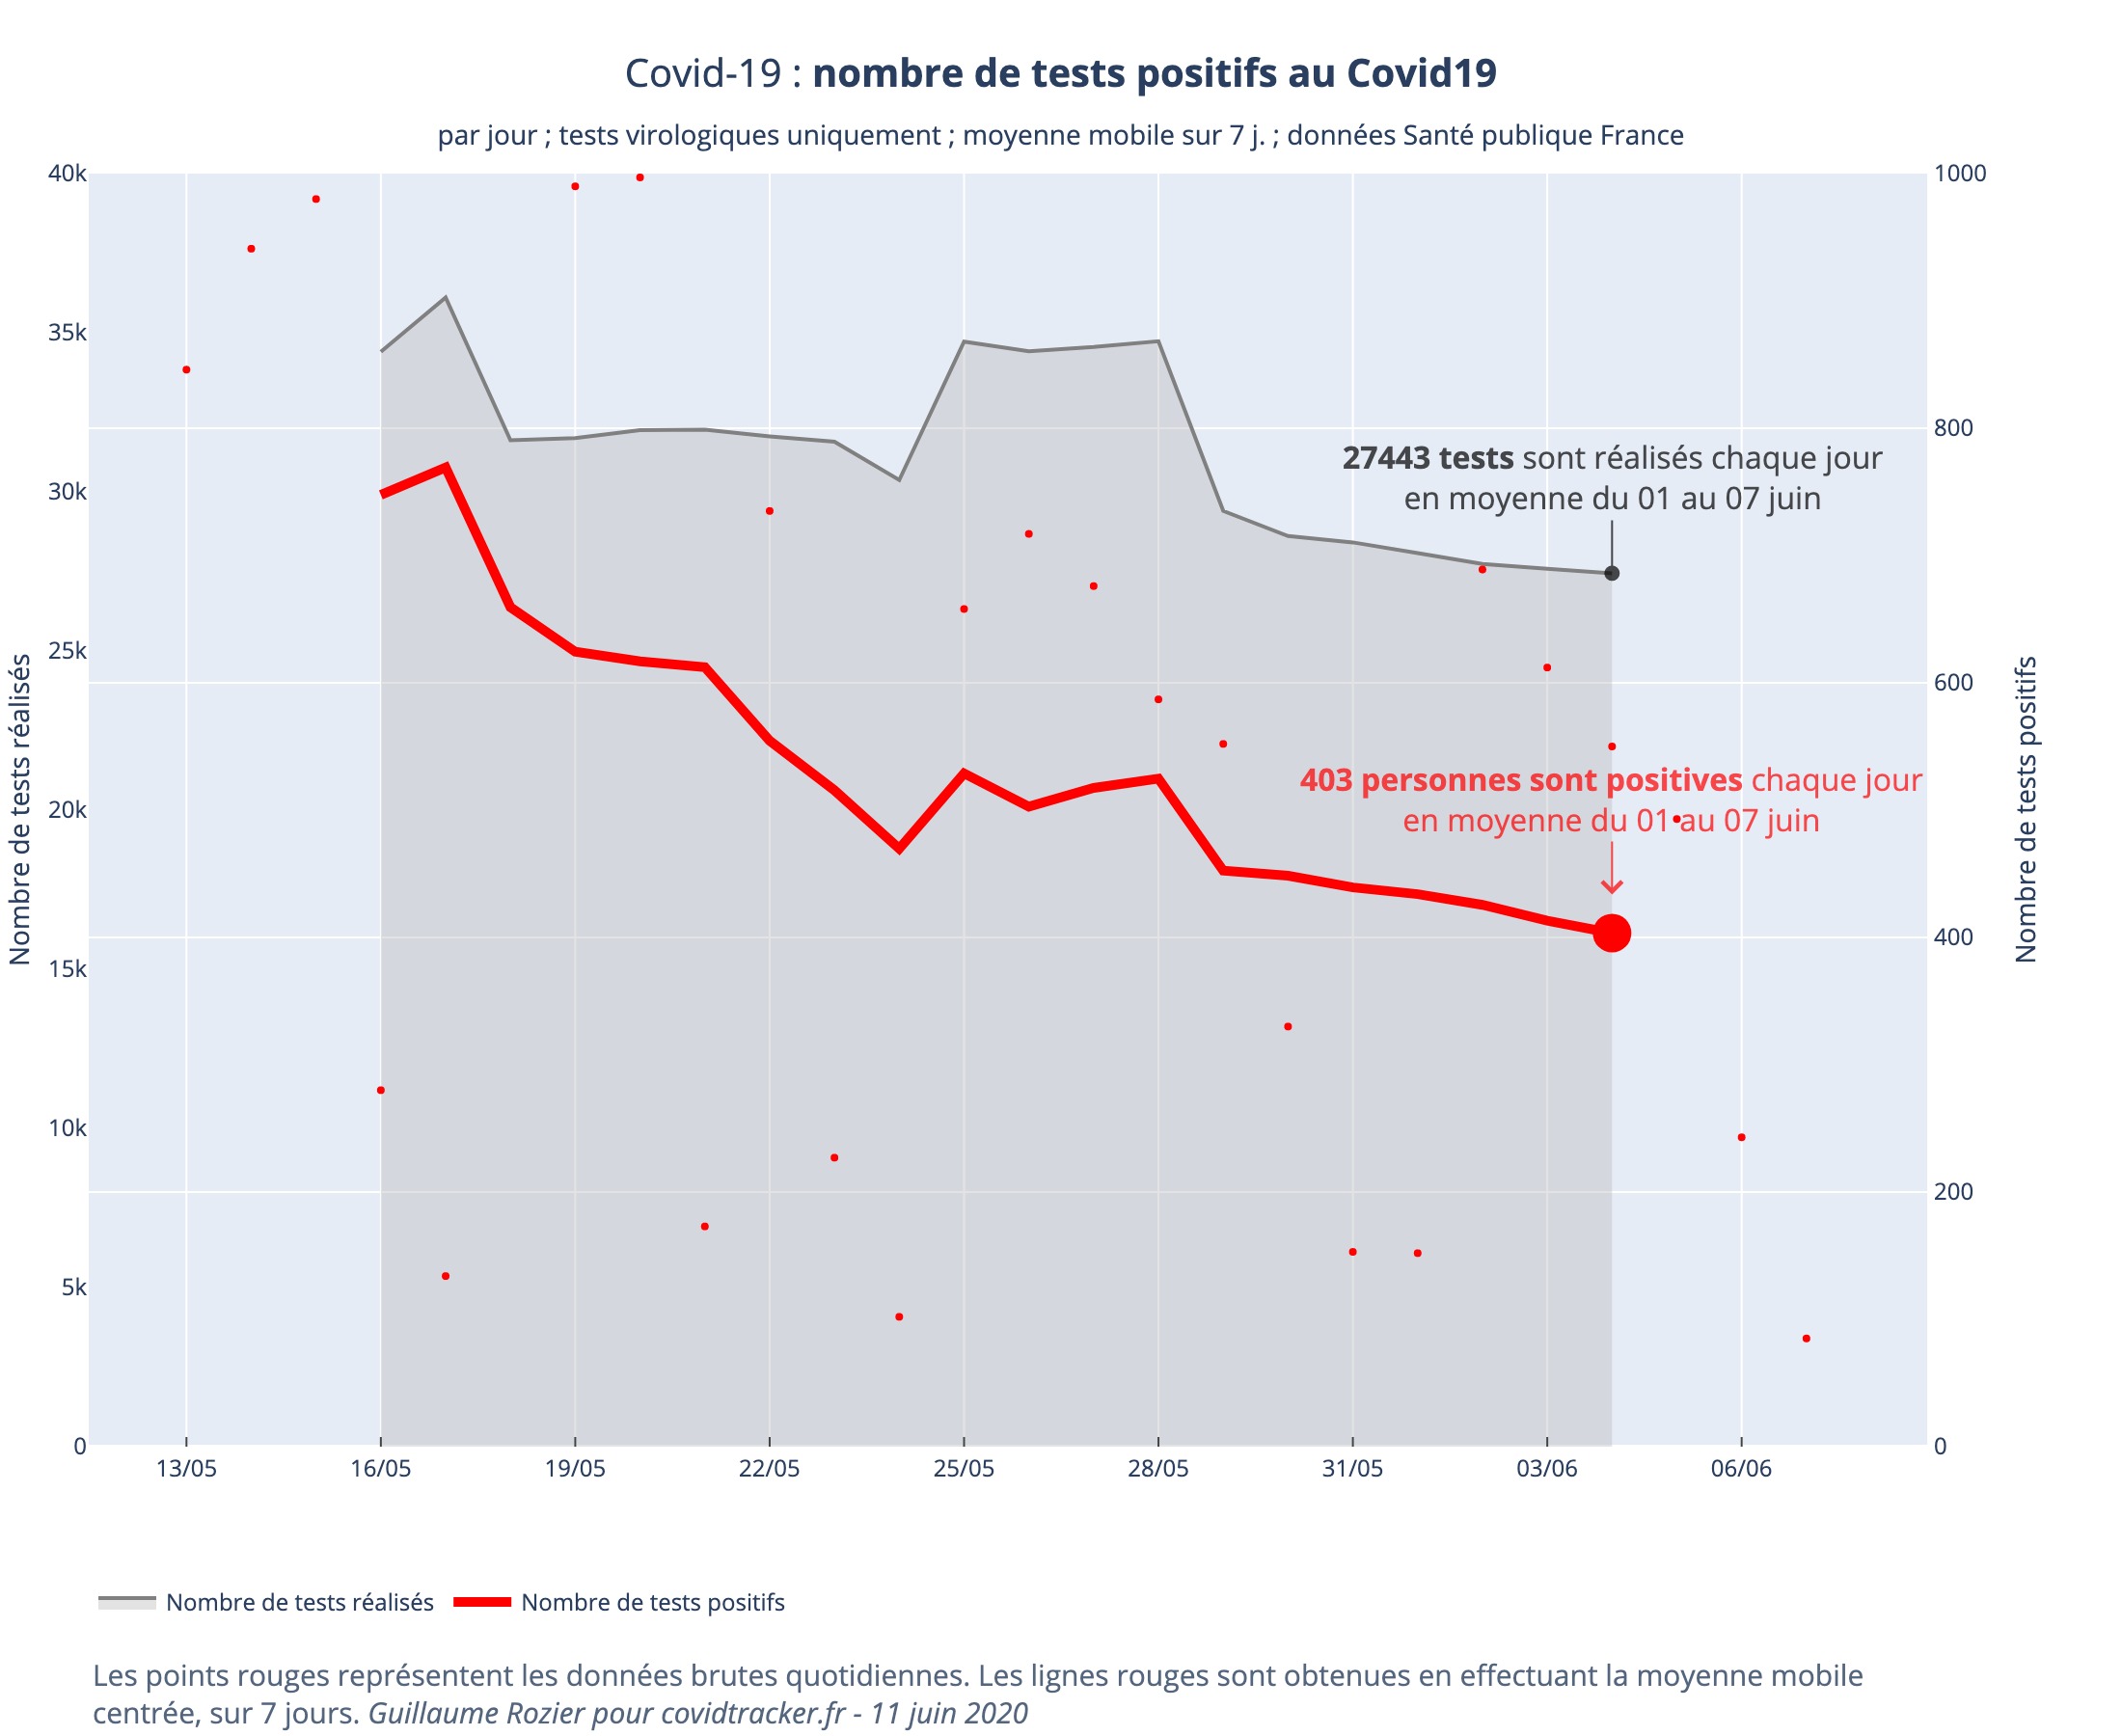 Covid-19 : nombre de tests positifs au Covid19
par jour ; tests virologiques uniquement ; moyenne mobile sur 7 j. ; données Santé publique France
40k
35k
30k
25k
20k
15k
10k
5k
0
Nombre de tests réalisés
1000
800
600
400
200
0
Nombre de tests positifs
27443 tests sont réalisés chaque jour
en moyenne du 01 au 07 juin
403 personnes sont positives chaque jour
en moyenne du 01 au 07 juin
13/05
16/05
19/05
22/05
25/05
28/05
31/05
03/06
06/06
Nombre de tests réalisés
Nombre de tests positifs
Les points rouges représentent les données brutes quotidiennes. Les lignes rouges sont obtenues en effectuant la moyenne mobile
centrée, sur 7 jours. Guillaume Rozier pour covidtracker.fr - 11 juin 2020